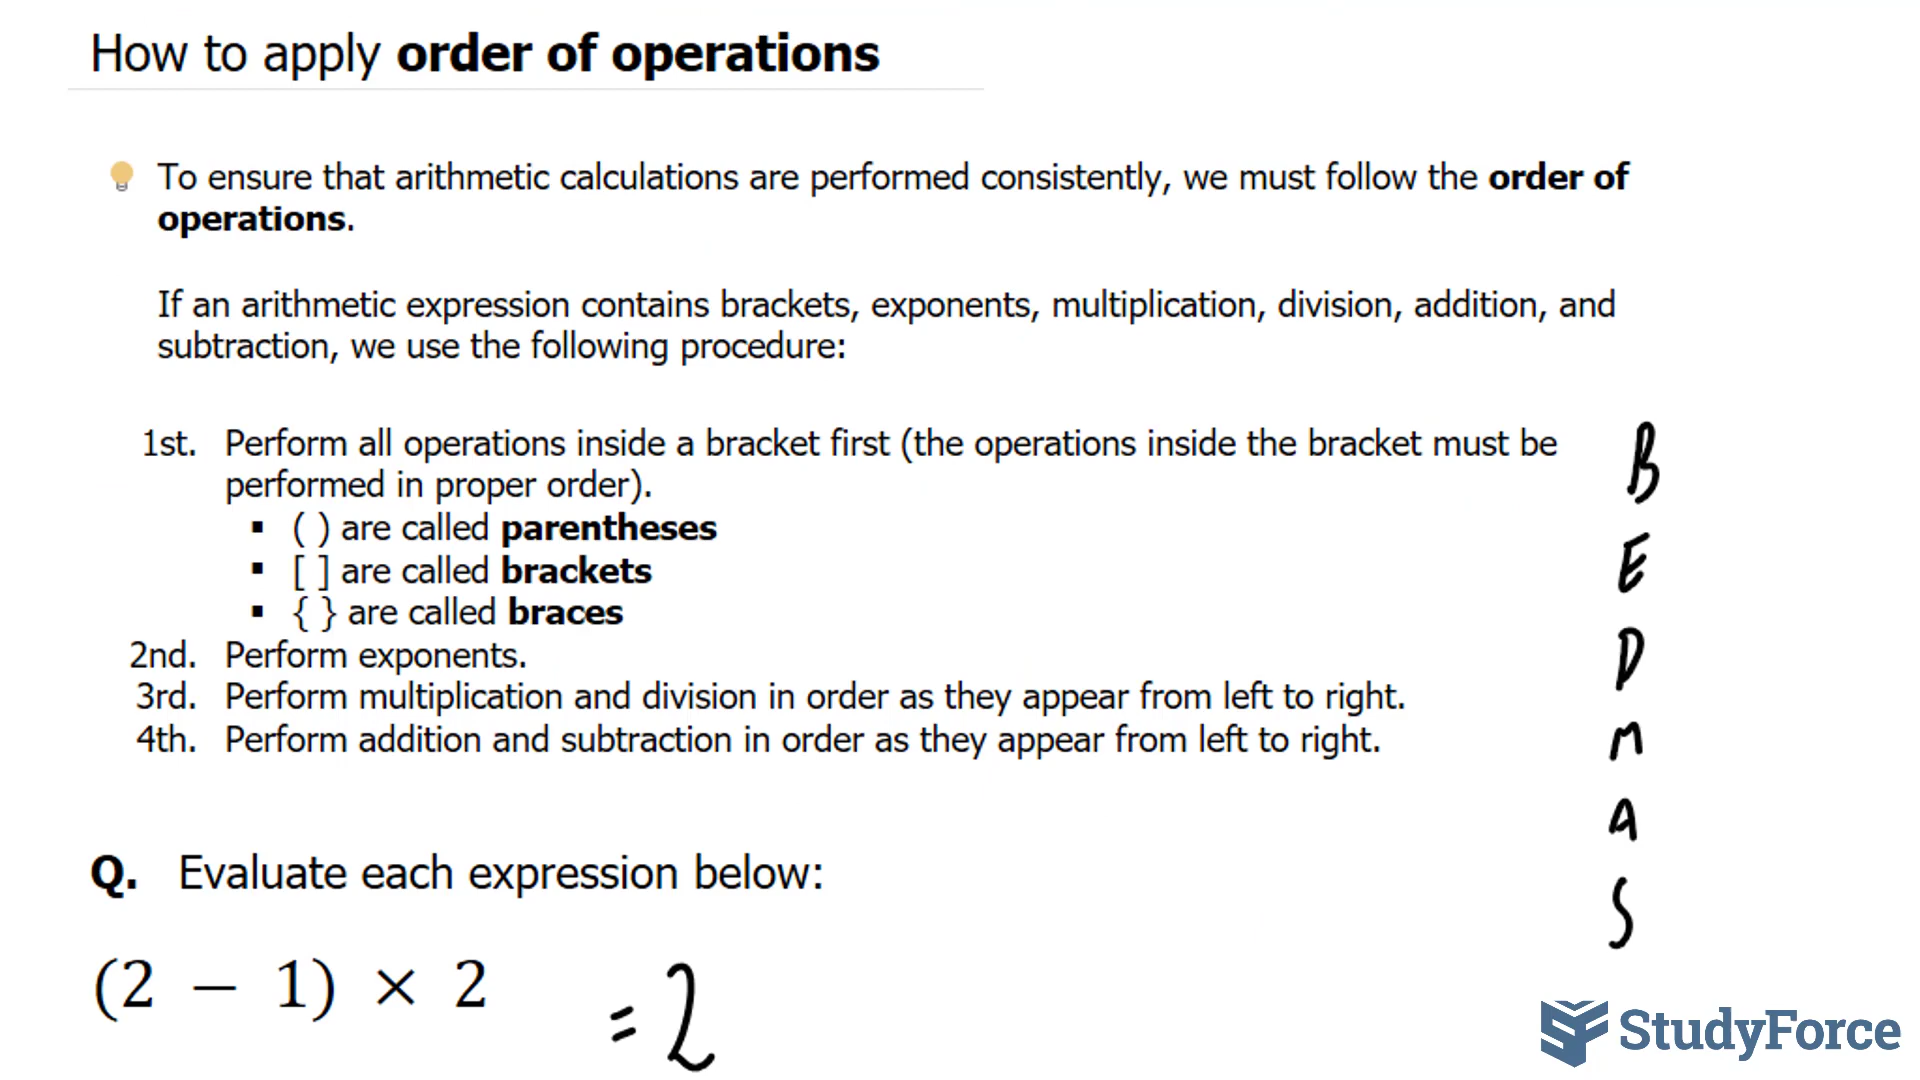 How to apply order of operations
To ensure that arithmetic calculations are performed consistently, we must follow the order of
operations.
If an arithmetic expression contains brackets, exponents, multiplication, division, addition, and
subtraction, we use the following procedure:
1st. Perform all operations inside a bracket first (the operations inside the bracket must be
performed in proper order).
▪ ( ) are called parentheses
▪ [ ] are called brackets
▪ { } are called braces
2nd. Perform exponents.
3rd. Perform multiplication and division in order as they appear from left to right.
4th. Perform addition and subtraction in order as they appear from left to right.
B
E
D
M
A
S
Q. Evaluate each expression below:
(2 − 1) × 2 = 2
StudyForce